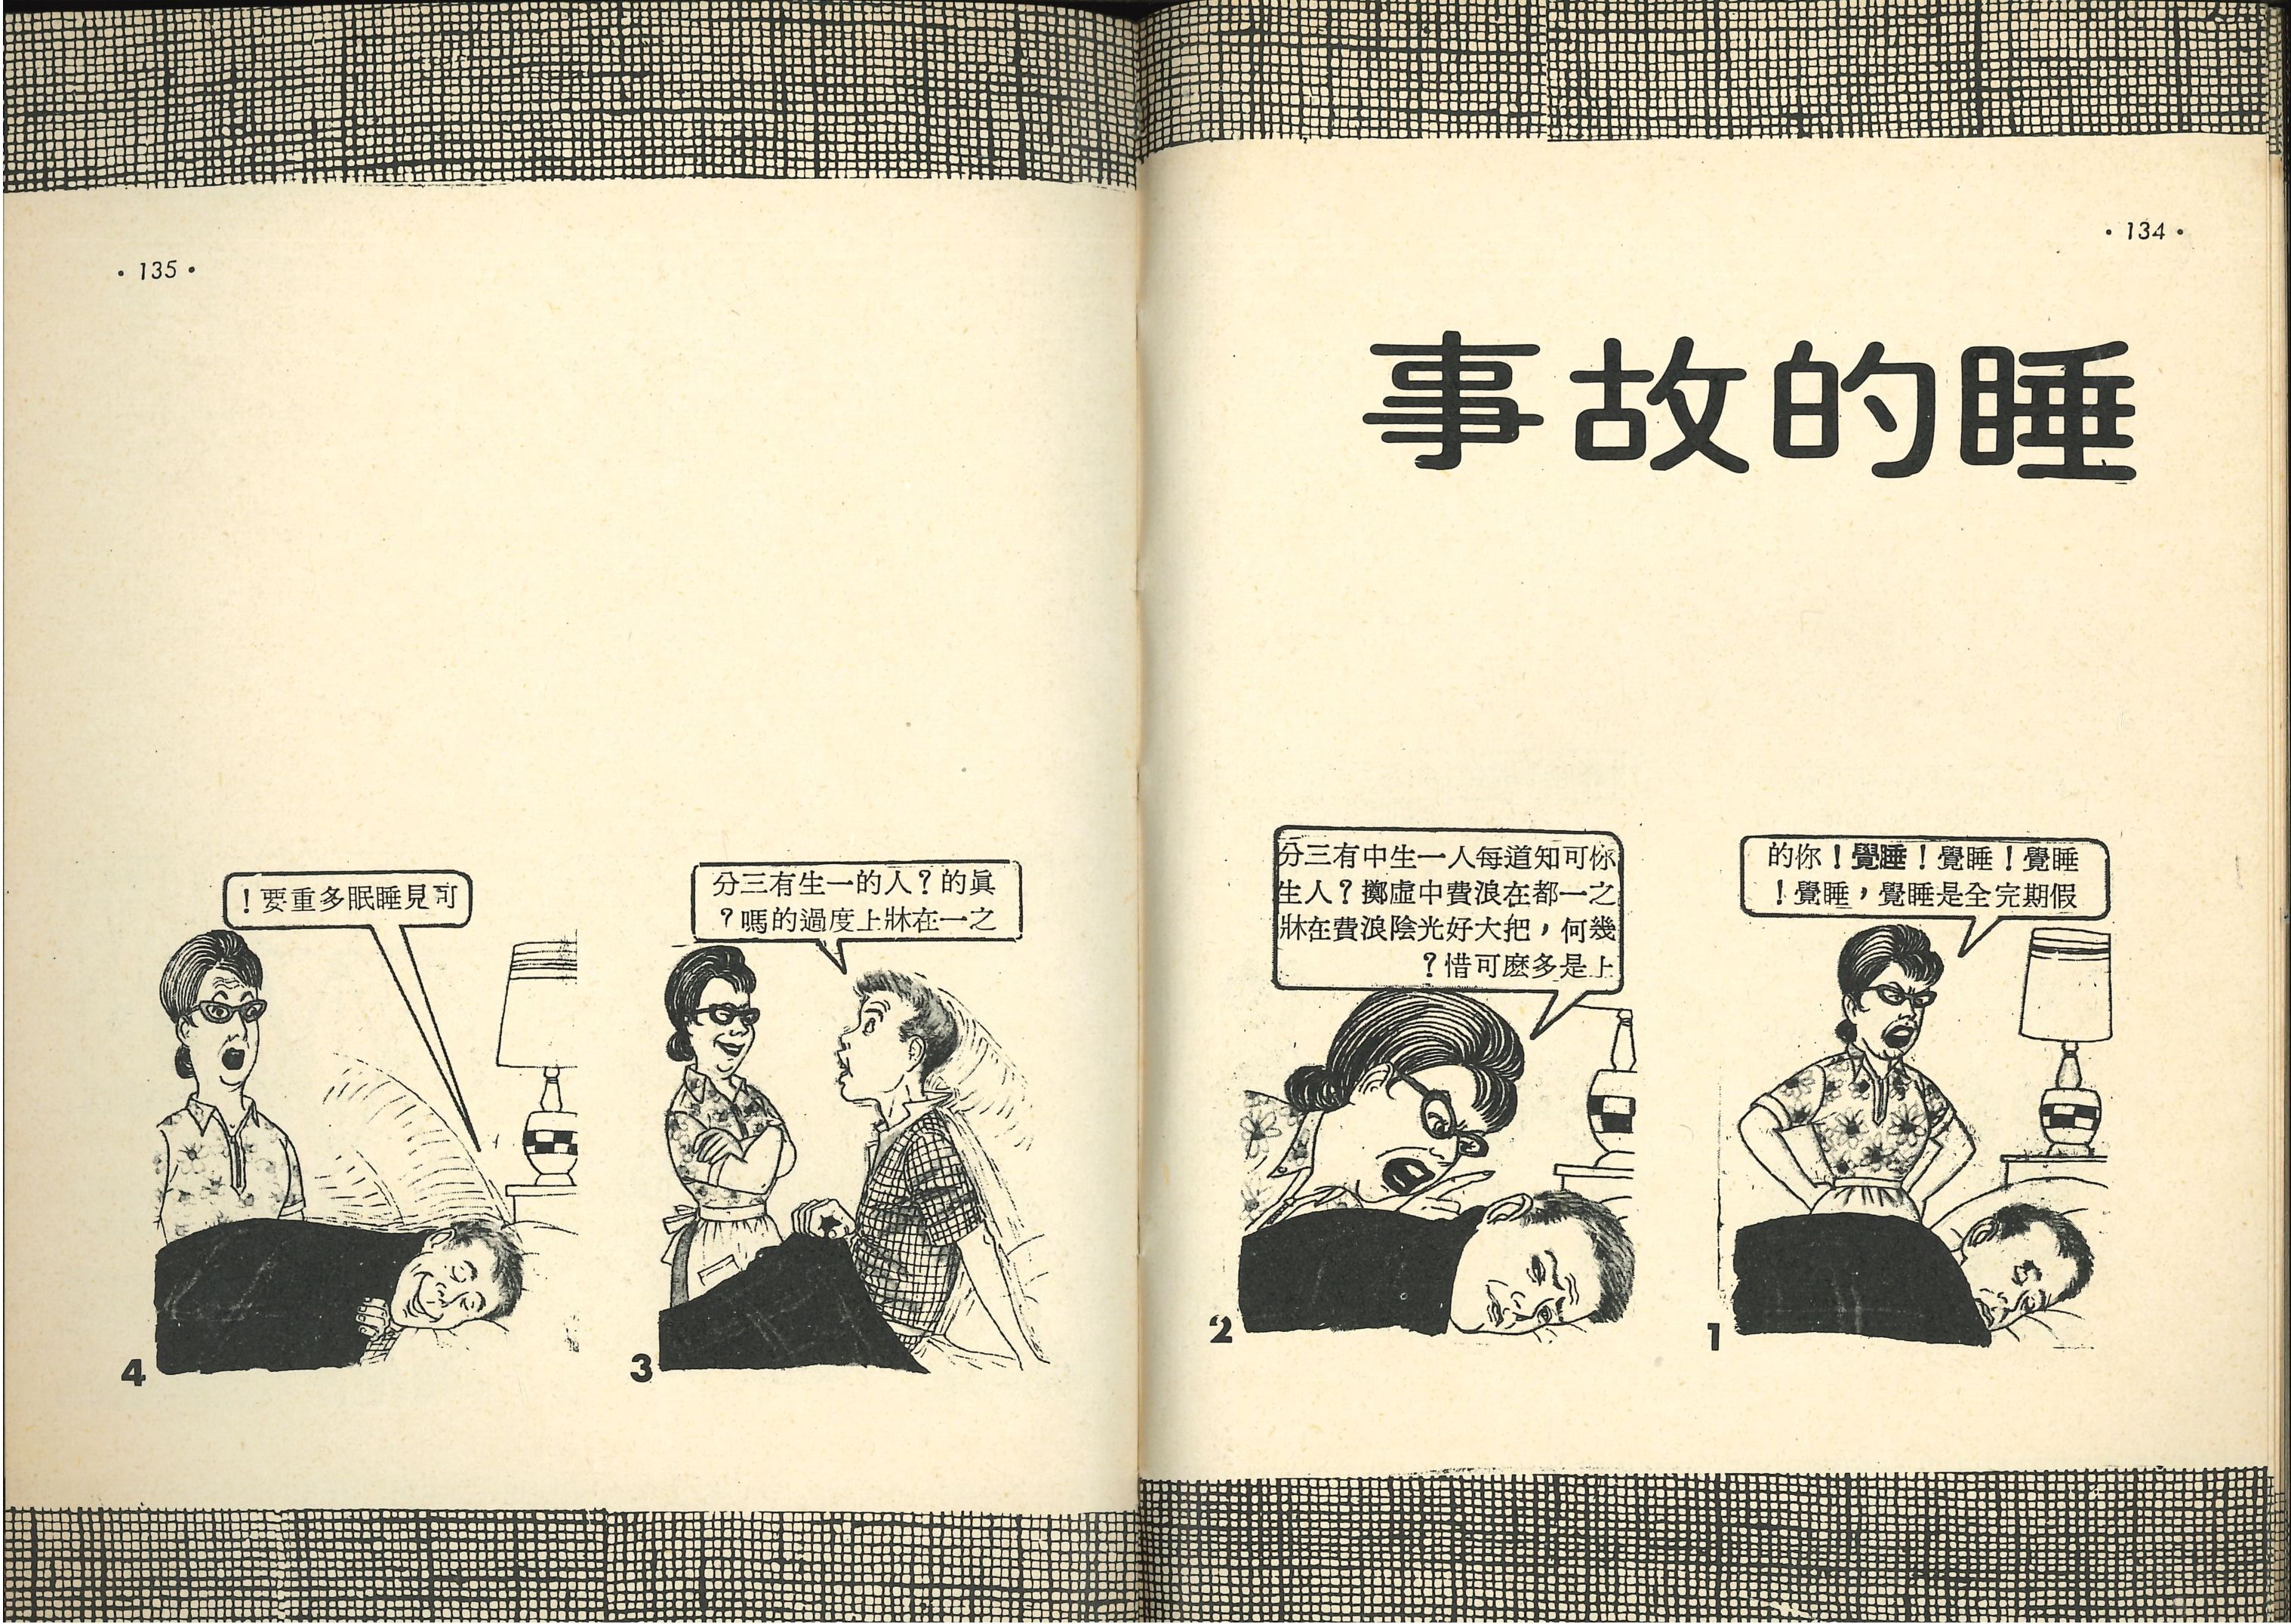 ·134·
睡的故事
睡覺！睡覺！睡覺！你的
假期完全是睡覺，睡覺！
1
你可知道每人一生中有三分
之一都在浪費中虛擲？人生
幾何，把大好光陰浪費在牀
上是多麽可惜？
2
·135·
眞的？人的一生有三分
之一在牀上度過的嗎？
3
可見睡眠多重要！
4